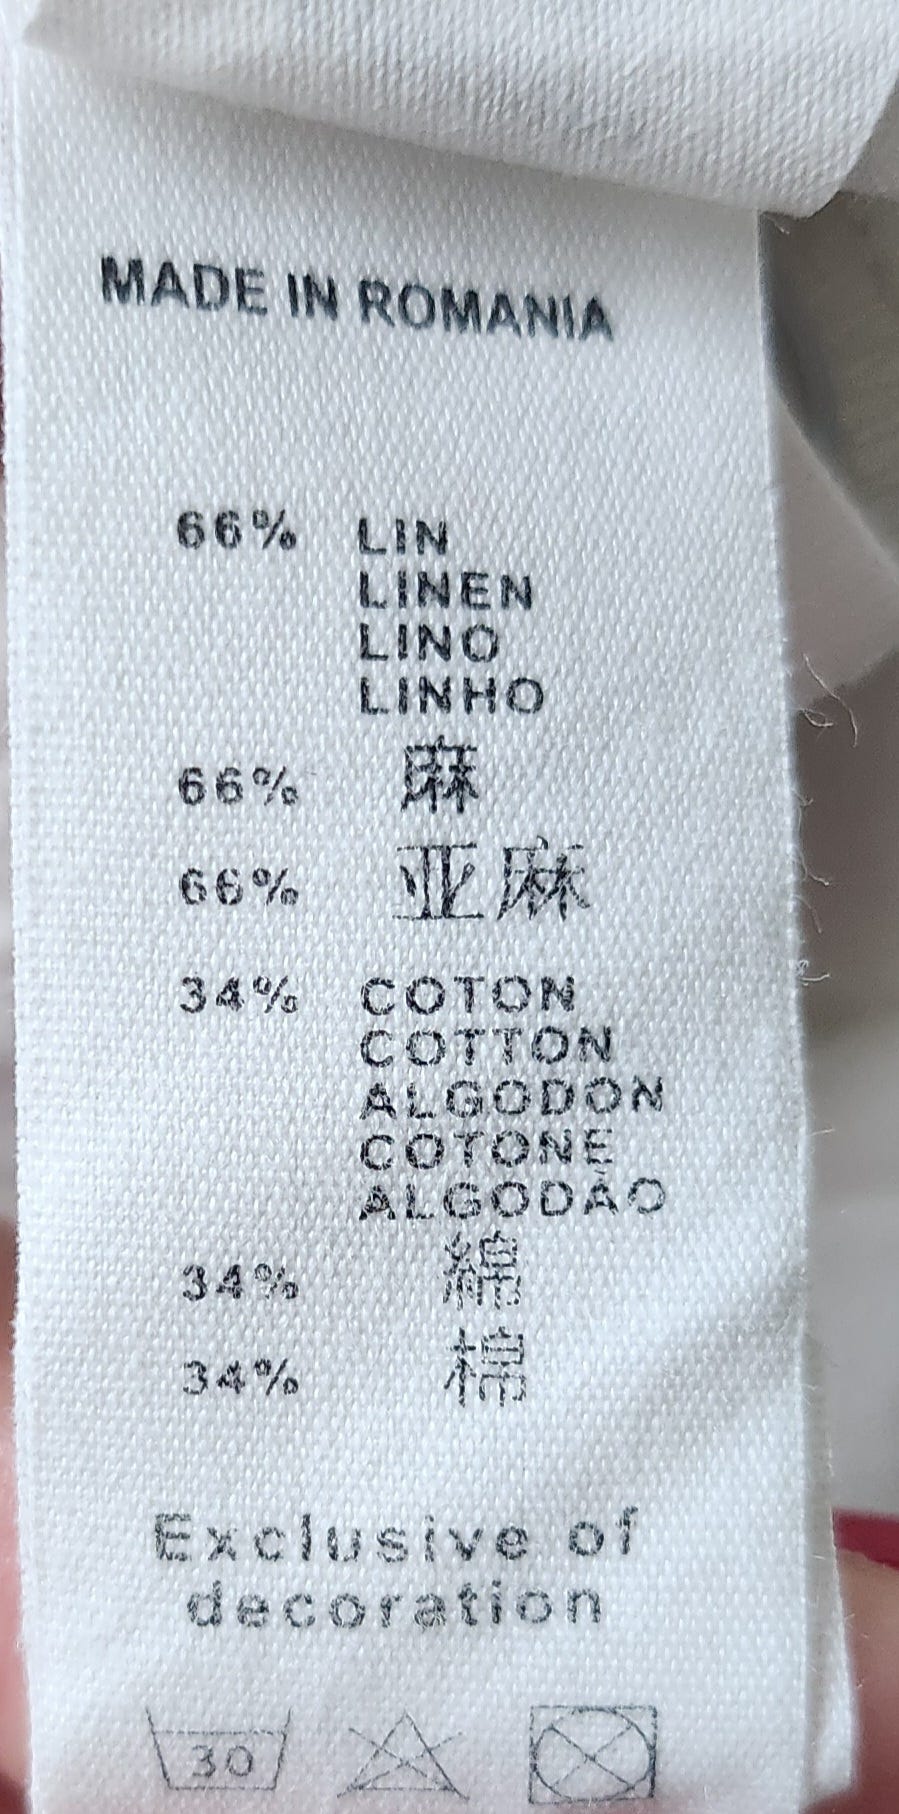 MADE IN ROMANIA
66% LIN
LINEN
LINO
LINHO
66% 麻
66% 亚麻
34% COTON
COTTON
ALGODON
COTONE
ALGODÃO
34% 綿
34% 棉
Exclusive of
decoration
30